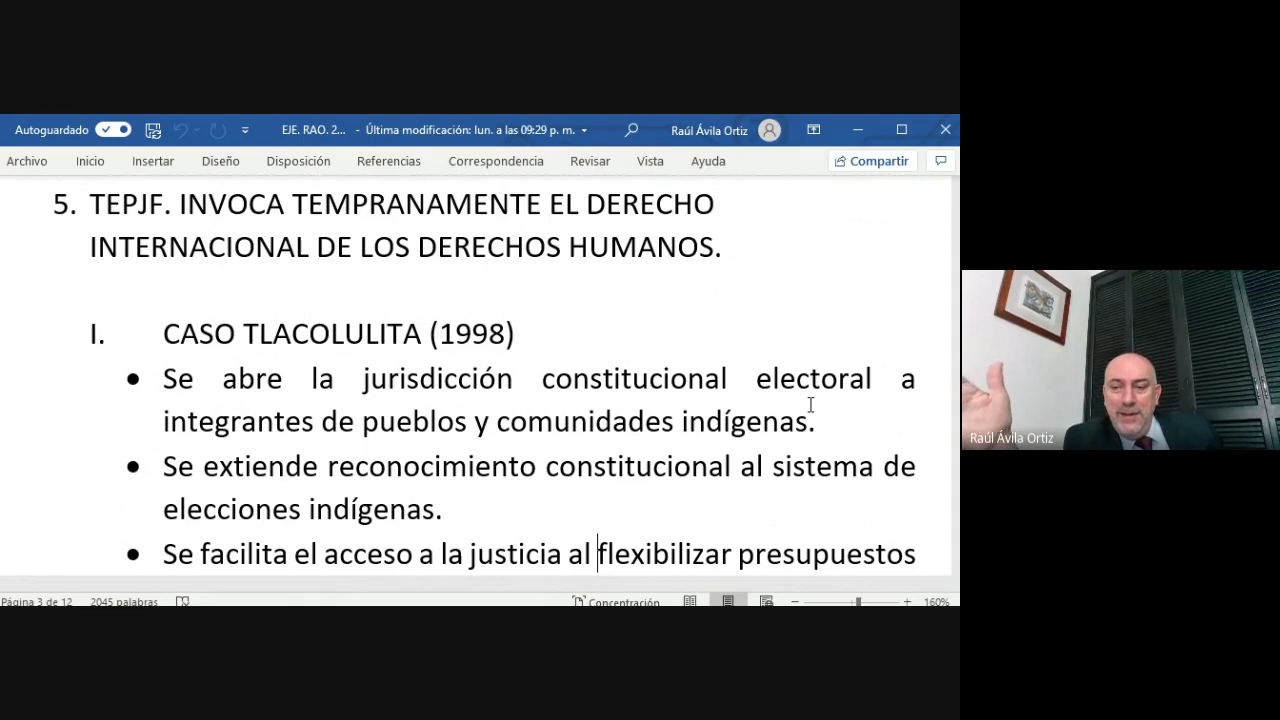 Autoguardado EJE. RAO. 2... - Última modificación: lun. a las 09:29 p. m. Raúl Ávila Ortiz
Archivo Inicio Insertar Diseño Disposición Referencias Correspondencia Revisar Vista Ayuda Compartir
5. TEPJF. INVOCA TEMPRANAMENTE EL DERECHO
INTERNACIONAL DE LOS DERECHOS HUMANOS.
I. CASO TLACOLULITA (1998)
• Se abre la jurisdicción constitucional electoral a
integrantes de pueblos y comunidades indígenas.
• Se extiende reconocimiento constitucional al sistema de
elecciones indígenas.
• Se facilita el acceso a la justicia al flexibilizar presupuestos
Página 3 de 12 2045 palabras Concentración 160%
Raúl Ávila Ortiz